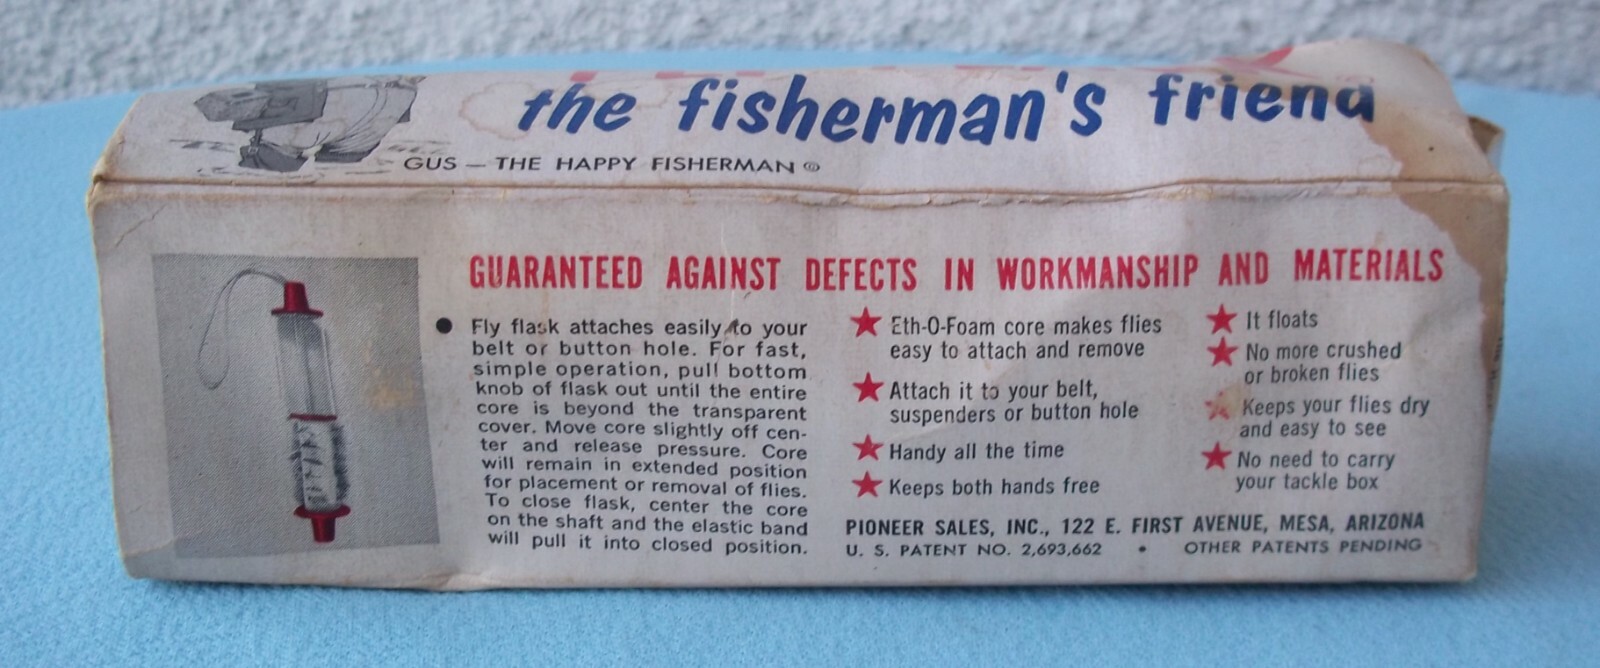 the fisherman's friend
GUS — THE HAPPY FISHERMAN ©
GUARANTEED AGAINST DEFECTS IN WORKMANSHIP AND MATERIALS
● Fly flask attaches easily to your
belt or button hole. For fast,
simple operation, pull bottom
knob of flask out until the entire
core is beyond the transparent
cover. Move core slightly off cen-
ter and release pressure. Core
will remain in extended position
for placement or removal of flies.
To close flask, center the core
on the shaft and the elastic band
will pull it into closed position.
★ Eth-O-Foam core makes flies
easy to attach and remove
★ Attach it to your belt,
suspenders or button hole
★ Handy all the time
★ Keeps both hands free
★ It floats
★ No more crushed
or broken flies
★ Keeps your flies dry
and easy to see
★ No need to carry
your tackle box
PIONEER SALES, INC., 122 E. FIRST AVENUE, MESA, ARIZONA
U. S. PATENT NO. 2,693,662 • OTHER PATENTS PENDING